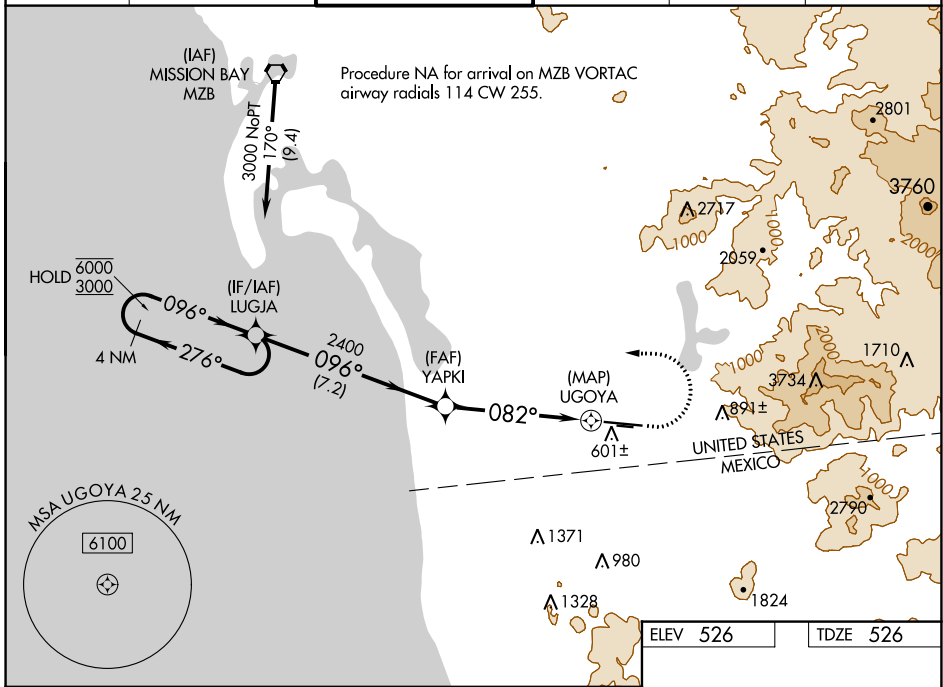 (IAF)
MISSION BAY
MZB
Procedure NA for arrival on MZB VORTAC
airway radials 114 CW 255.
3000 NoPT
170°
(9.4)
2801
3760
2717
1000
2059
1000
2000
HOLD 6000
3000
096°
(IF/IAF)
LUGJA
4 NM
276°
2400
096°
(7.2)
(FAF)
YAPKI
082°
(MAP)
UGOYA
601±
1000
1710
3734
891±
UNITED STATES
MEXICO
1000
2790
MSA UGOYA 25 NM
6100
1371
980
1328
1824
ELEV 526
TDZE 526